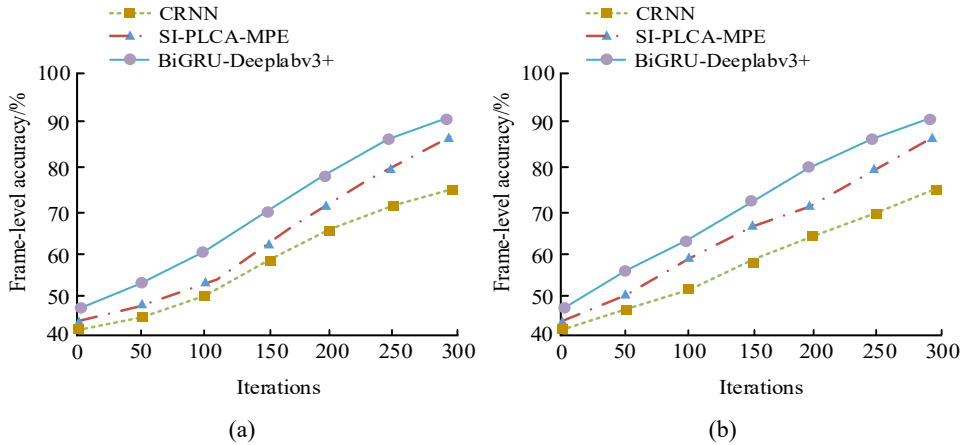 CRNN
SI-PLCA-MPE
BiGRU-Deeplabv3+
Frame-level accuracy/%
100
90
80
70
60
50
40
0 50 100 150 200 250 300
Iterations
(a)
CRNN
SI-PLCA-MPE
BiGRU-Deeplabv3+
Frame-level accuracy/%
100
90
80
70
60
50
40
0 50 100 150 200 250 300
Iterations
(b)